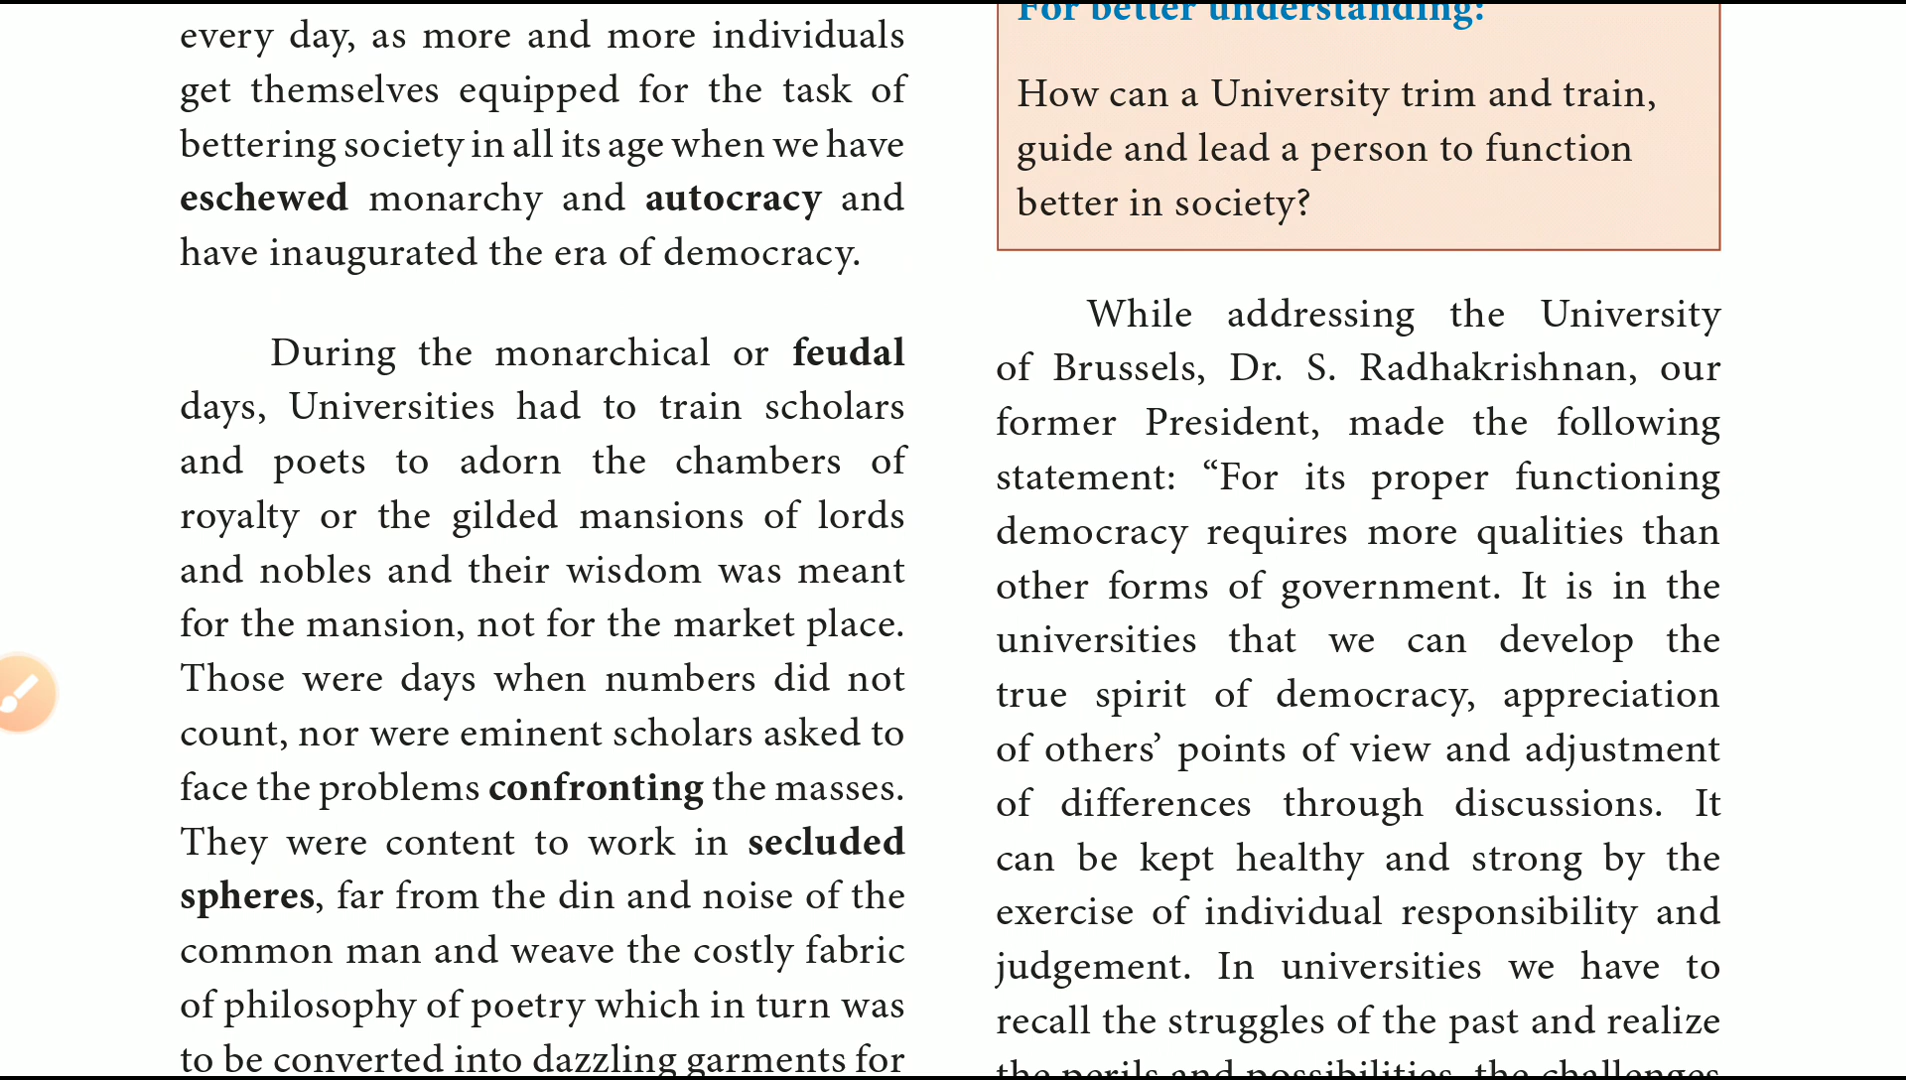 every day, as more and more individuals
get themselves equipped for the task of
bettering society in all its age when we have
eschewed monarchy and autocracy and
have inaugurated the era of democracy.
During the monarchical or feudal
days, Universities had to train scholars
and poets to adorn the chambers of
royalty or the gilded mansions of lords
and nobles and their wisdom was meant
for the mansion, not for the market place.
Those were days when numbers did not
count, nor were eminent scholars asked to
face the problems confronting the masses.
They were content to work in secluded
spheres, far from the din and noise of the
common man and weave the costly fabric
of philosophy of poetry which in turn was
to be converted into dazzling garments for
For better understanding:
How can a University trim and train,
guide and lead a person to function
better in society?
While addressing the University
of Brussels, Dr. S. Radhakrishnan, our
former President, made the following
statement: “For its proper functioning
democracy requires more qualities than
other forms of government. It is in the
universities that we can develop the
true spirit of democracy, appreciation
of others’ points of view and adjustment
of differences through discussions. It
can be kept healthy and strong by the
exercise of individual responsibility and
judgement. In universities we have to
recall the struggles of the past and realize
the perils and possibilities, the challenges